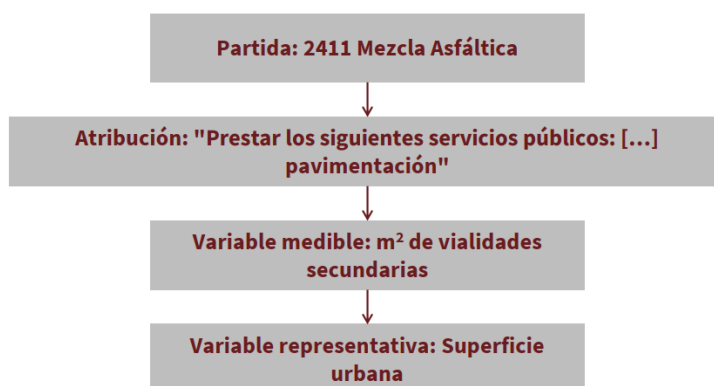 Partida: 2411 Mezcla Asfáltica
Atribución: "Prestar los siguientes servicios públicos: [...]
pavimentación"
Variable medible: m² de vialidades
secundarias
Variable representativa: Superficie
urbana